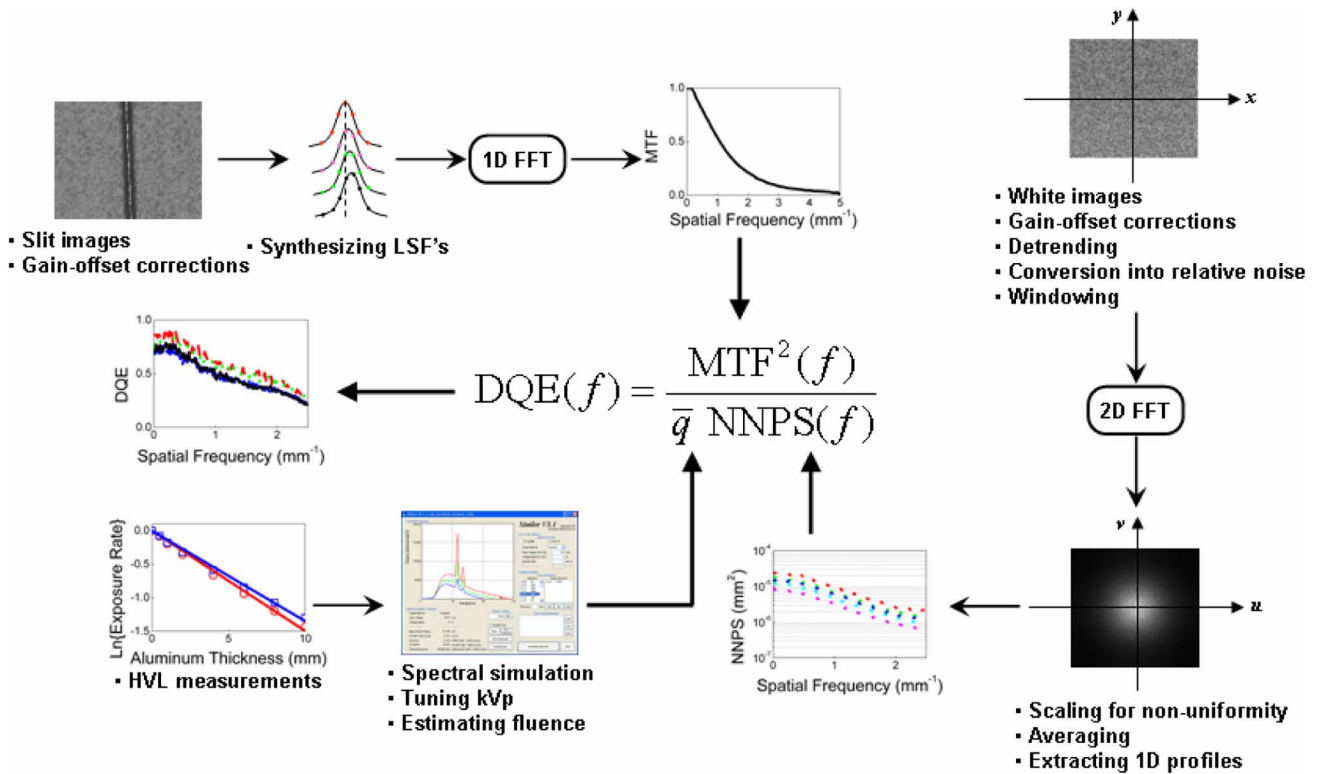 ▪ Slit images
▪ Gain-offset corrections
▪ Synthesizing LSF's
1D FFT
MTF
1.0
0.5
0.0
0 1 2 3 4 5
Spatial Frequency (mm⁻¹)
y
x
▪ White images
▪ Gain-offset corrections
▪ Detrending
▪ Conversion into relative noise
▪ Windowing
2D FFT
v
u
▪ Scaling for non-uniformity
▪ Averaging
▪ Extracting 1D profiles
NNPS (mm²)
10⁻⁴
10⁻⁵
10⁻⁶
10⁻⁷
0 1 2
Spatial Frequency (mm⁻¹)
DQE(f) = MTF²(f)
q̅ NNPS(f)
DQE
1.0
0.5
0.0
0 1 2
Spatial Frequency (mm⁻¹)
Ln{Exposure Rate}
0.0
-0.5
-1.0
-1.5
0 5 10
Aluminum Thickness (mm)
▪ HVL measurements
▪ Spectral simulation
▪ Tuning kVp
▪ Estimating fluence